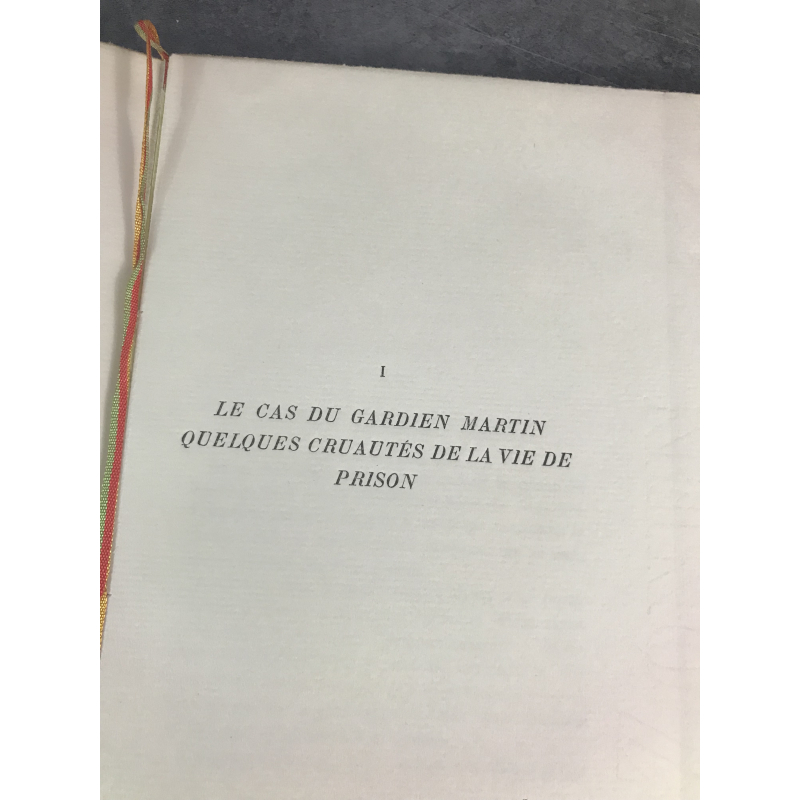 I
LE CAS DU GARDIEN MARTIN
QUELQUES CRUAUTÉS DE LA VIE DE
PRISON